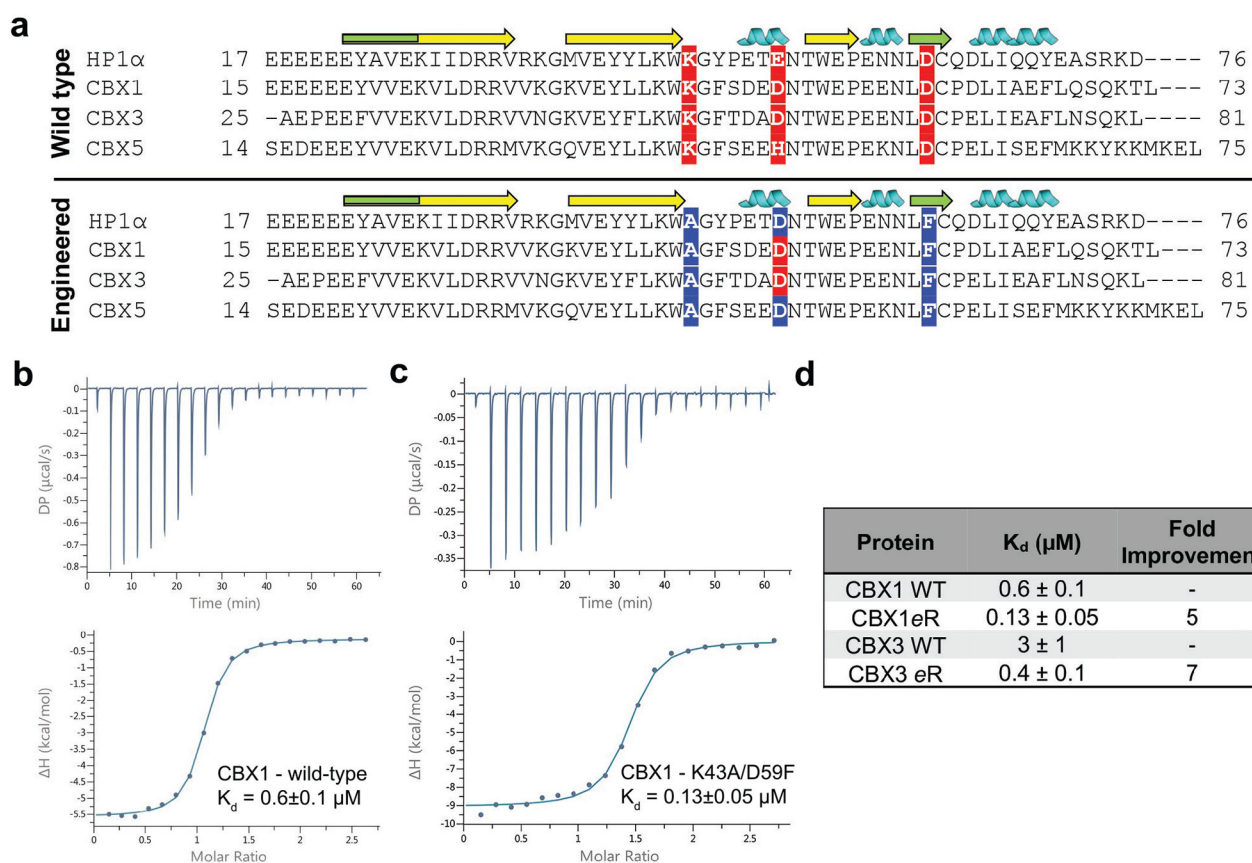 a
Wild type
HP1α 17 EEEEEEYAVEKIIDRRVRKGMVEYYLKWKGYPETENTWEPENNLDCQDLIQQYEASRKD---- 76
CBX1 15 EEEEEEYVVEKVLDRRVVKGKVEYLLKWKGFSDEDNTWEPEENLDCPDLIAEFLQSQKTL--- 73
CBX3 25 -AEPEEFVVEKVLDRRVVNGKVEYFLKWKGFTDADNTWEPEENLDCPELIEAFLNSQKL---- 81
CBX5 14 SEDEEEYVVEKVLDRRMVKGQVEYLLKWKGFSEEHNTWEPEKNLDCPELISEFMKKYKKMKEL 75
Engineered
HP1α 17 EEEEEEYAVEKIIDRRVRKGMVEYYLKWAGYPETDNTWEPENNLFCQDLIQQYEASRKD---- 76
CBX1 15 EEEEEEYVVEKVLDRRVVKGKVEYLLKWAGFSDEDNTWEPEENLFCPDLIAEFLQSQKTL--- 73
CBX3 25 -AEPEEFVVEKVLDRRVVNGKVEYFLKWAGFTDADNTWEPEENLFCPELIEAFLNSQKL---- 81
CBX5 14 SEDEEEYVVEKVLDRRMVKGQVEYLLKWAGFSEEDNTWEPEKNLFCPELISEFMKKYKKMKEL 75
b
DP (µcal/s)
0
-0.1
-0.2
-0.3
-0.4
-0.5
-0.6
-0.7
-0.8
0 10 20 30 40 50 60
Time (min)
ΔH (kcal/mol)
0
-0.5
-1
-1.5
-2
-2.5
-3
-3.5
-4
-4.5
-5
-5.5
CBX1 - wild-type
Kd = 0.6±0.1 µM
0 0.5 1 1.5 2 2.5
Molar Ratio
c
DP (µcal/s)
0
-0.05
-0.1
-0.15
-0.2
-0.25
-0.3
-0.35
0 10 20 30 40 50 60
Time (min)
ΔH (kcal/mol)
0
-1
-2
-3
-4
-5
-6
-7
-8
-9
-10
CBX1 - K43A/D59F
Kd = 0.13±0.05 µM
0 0.5 1 1.5 2 2.5
Molar Ratio
d
Protein Kd (µM) Fold Improvement
CBX1 WT 0.6 ± 0.1 -
CBX1eR 0.13 ± 0.05 5
CBX3 WT 3 ± 1 -
CBX3 eR 0.4 ± 0.1 7